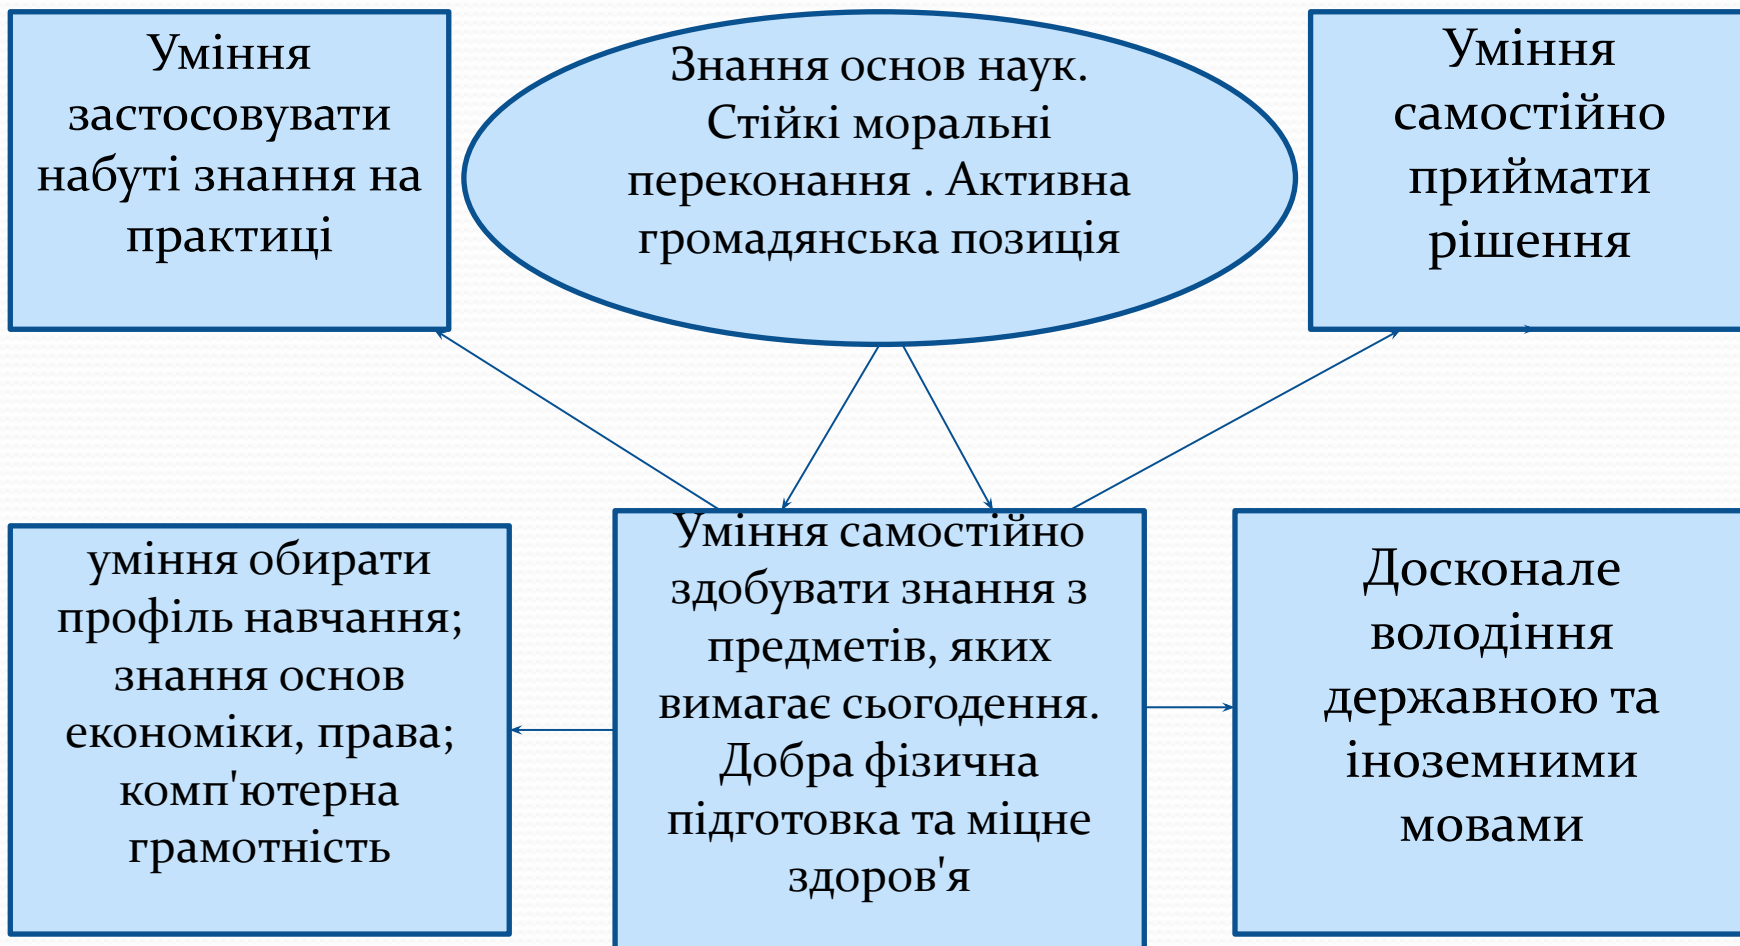 Уміння
застосовувати
набуті знання на
практиці
Знання основ наук.
Стійкі моральні
переконання . Активна
громадянська позиція
Уміння
самостійно
приймати
рішення
уміння обирати
профіль навчання;
знання основ
економіки, права;
комп'ютерна
грамотність
Уміння самостійно
здобувати знання з
предметів, яких
вимагає сьогодення.
Добра фізична
підготовка та міцне
здоров'я
Досконале
володіння
державною та
іноземними
мовами